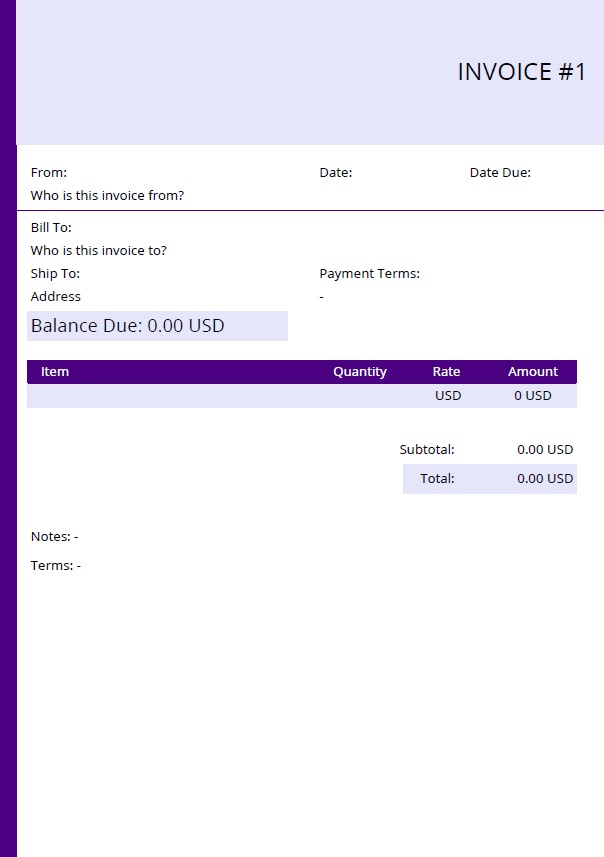 INVOICE #1
From: Date: Date Due:
Who is this invoice from?
Bill To:
Who is this invoice to?
Ship To: Payment Terms:
Address -
Balance Due: 0.00 USD
Item Quantity Rate Amount
USD 0 USD
Subtotal: 0.00 USD
Total: 0.00 USD
Notes: -
Terms: -